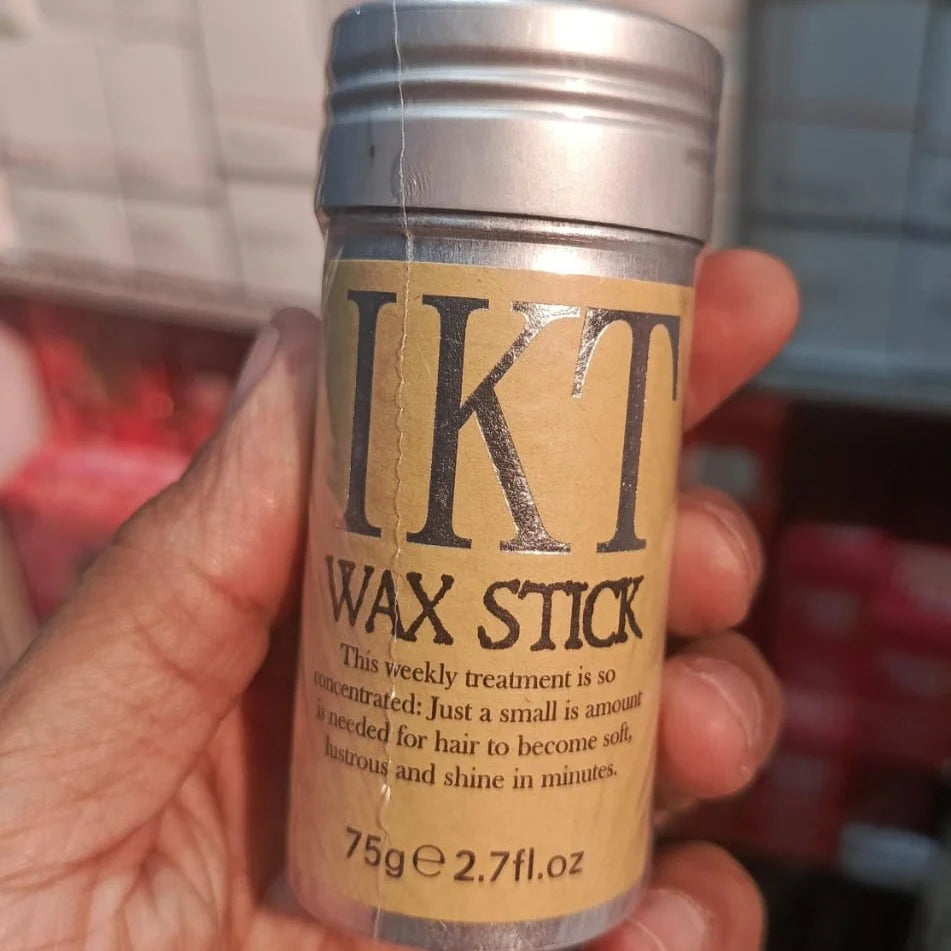 IKT
WAX STICK
This weekly treatment is so
concentrated: Just a small is amount
is needed for hair to become soft,
lustrous and shine in minutes.
75g℮2.7fl.oz